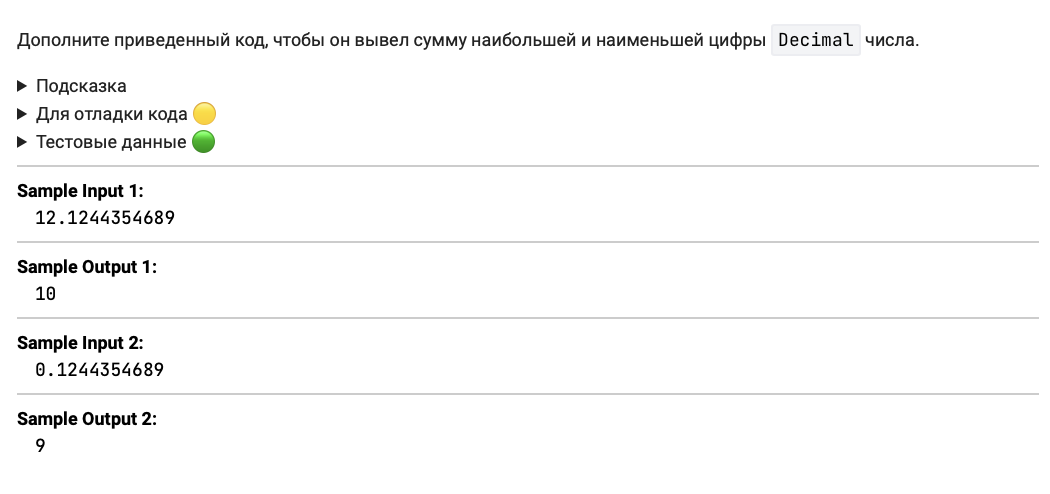 Дополните приведенный код, чтобы он вывел сумму наибольшей и наименьшей цифры Decimal числа.
Подсказка
Для отладки кода
Тестовые данные
Sample Input 1:
12.1244354689
Sample Output 1:
10
Sample Input 2:
0.1244354689
Sample Output 2:
9